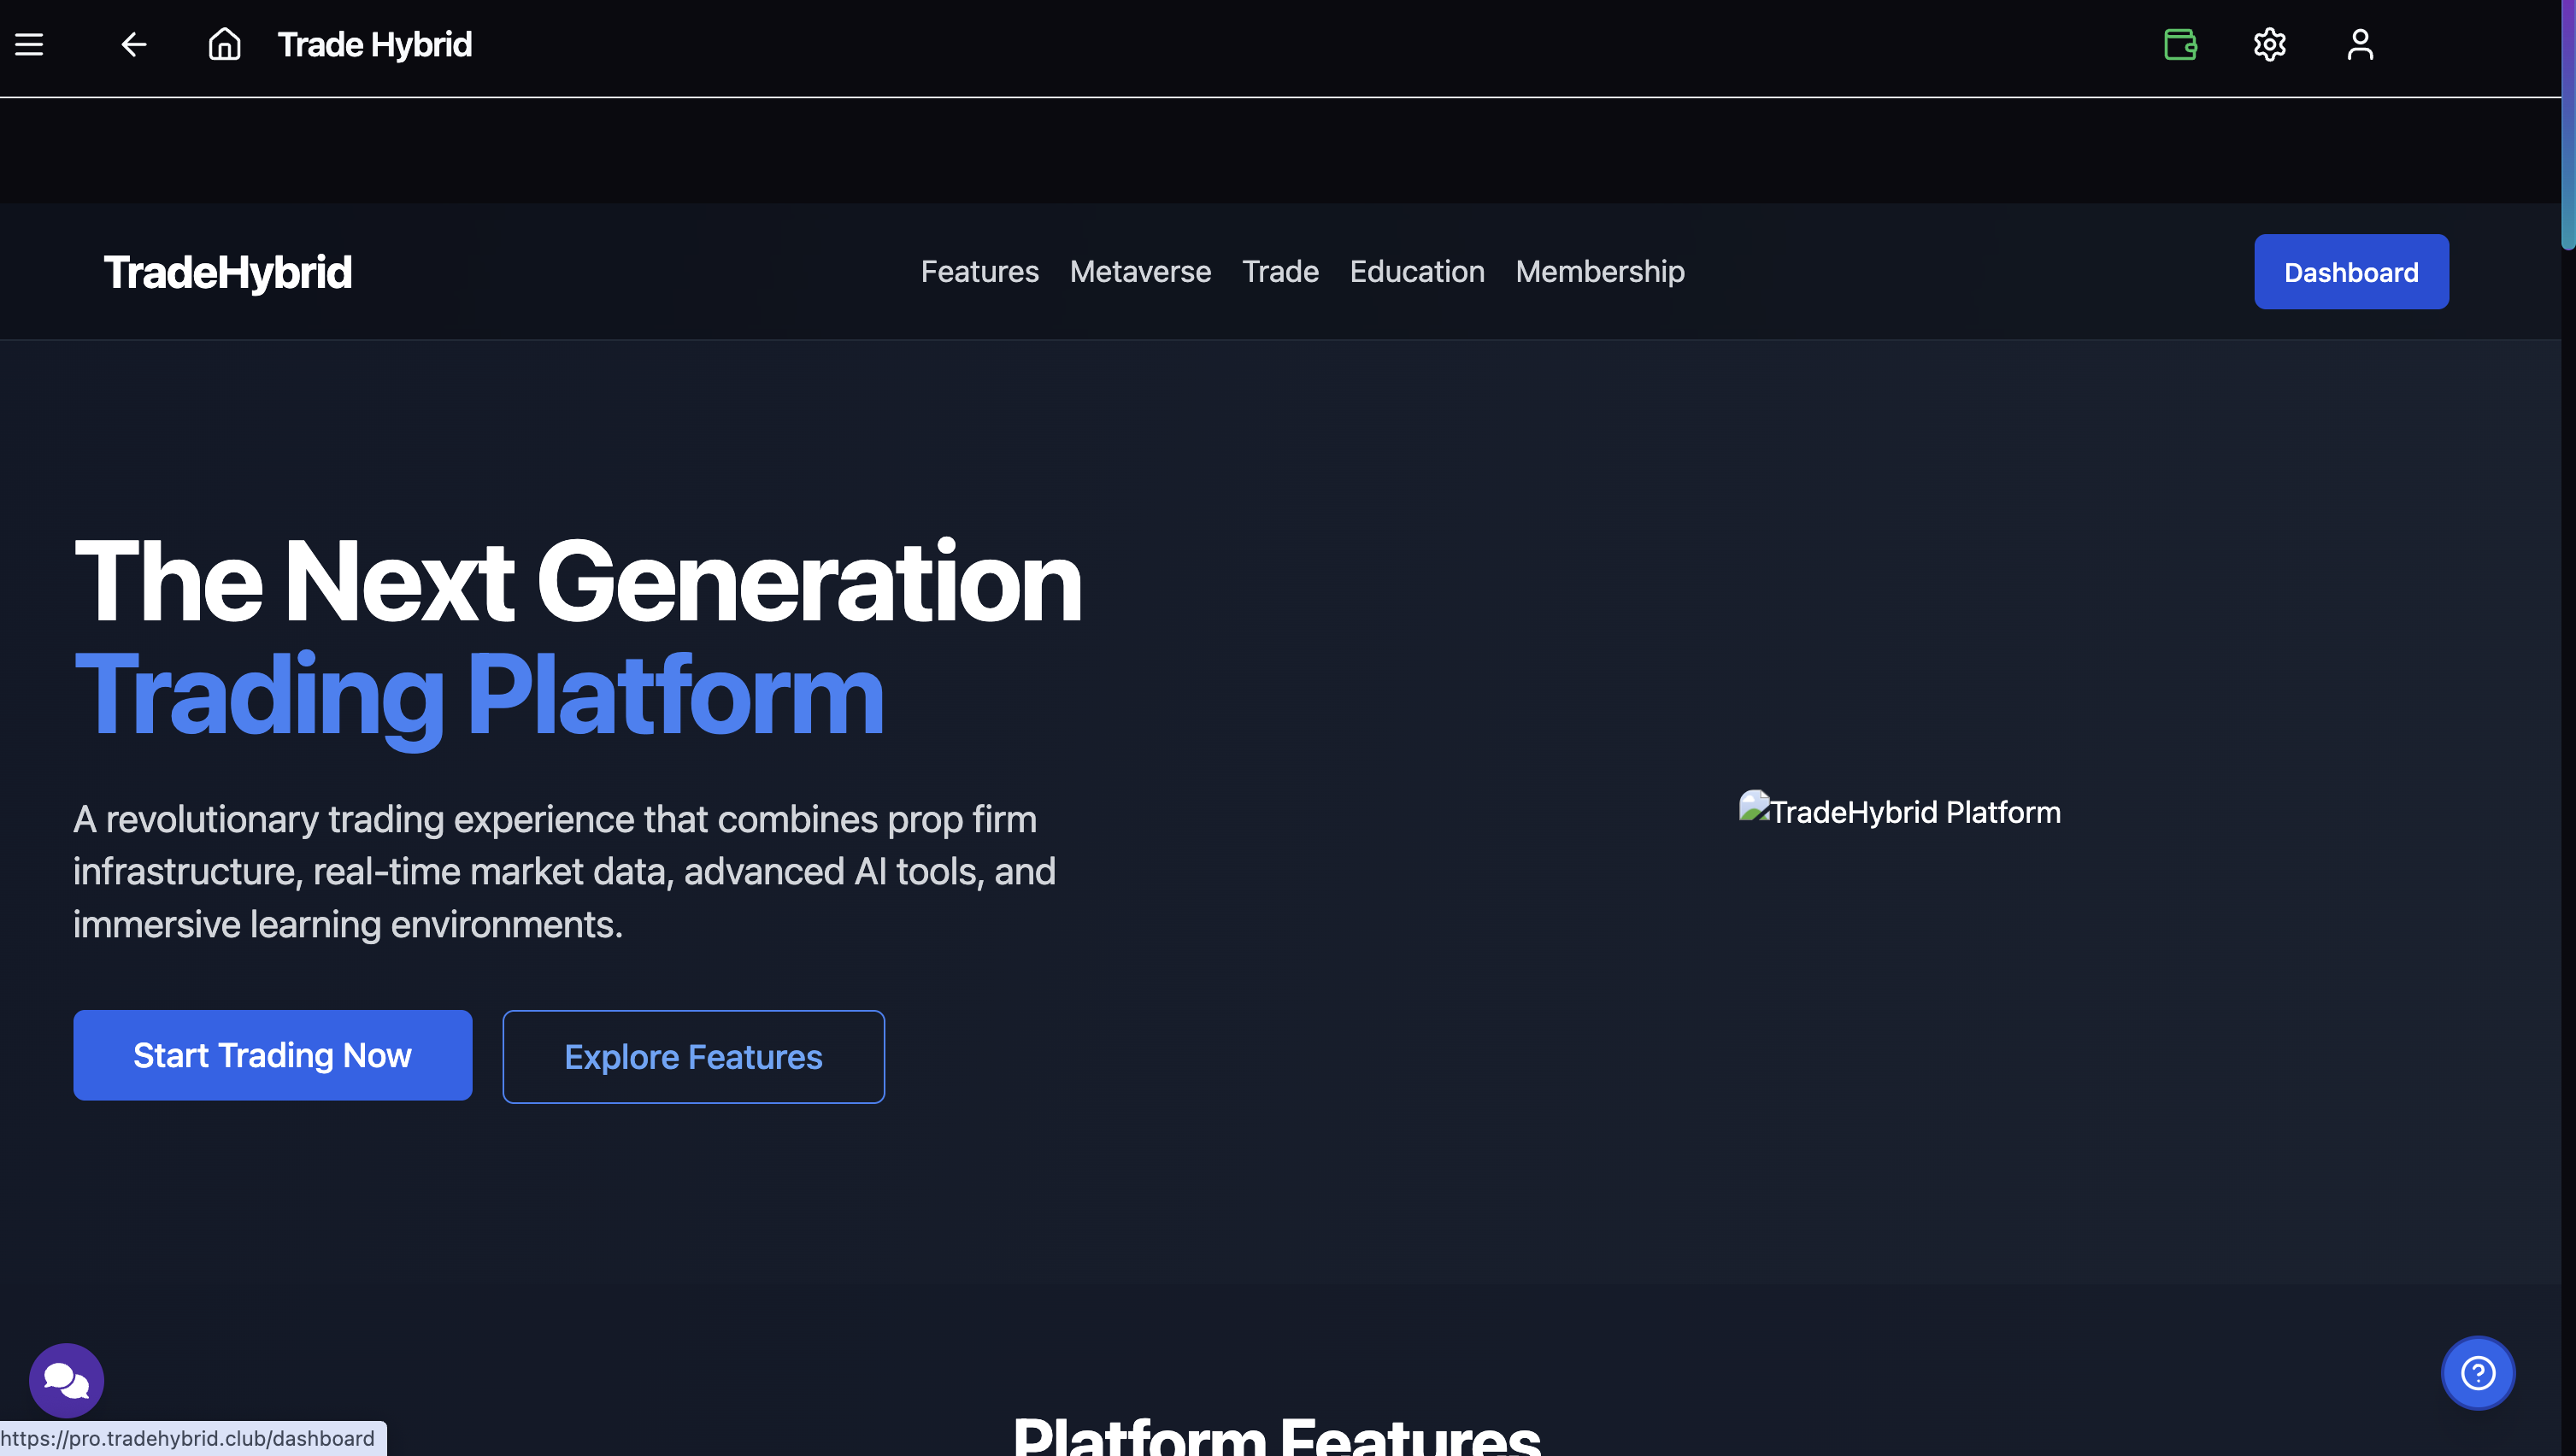 Trade Hybrid
TradeHybrid
Features
Metaverse
Trade
Education
Membership
Dashboard
The Next Generation
Trading Platform
A revolutionary trading experience that combines prop firm
infrastructure, real-time market data, advanced AI tools, and
immersive learning environments.
TradeHybrid Platform
Start Trading Now
Explore Features
Platform Features
https://pro.tradehybrid.club/dashboard